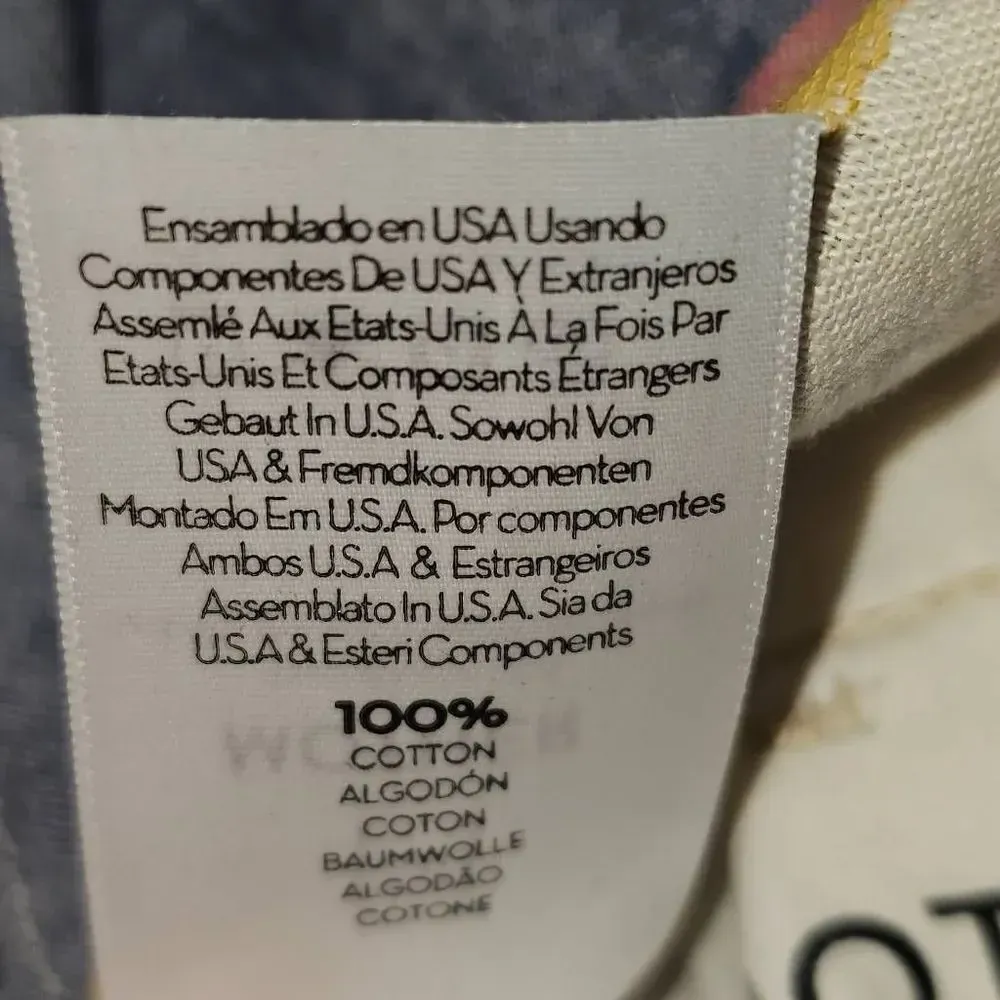 Ensamblado en USA Usando
Componentes De USA Y Extranjeros
Assemlé Aux Etats-Unis À La Fois Par
Etats-Unis Et Composants Étrangers
Gebaut In U.S.A. Sowohl Von
USA & Fremdkomponenten
Montado Em U.S.A. Por componentes
Ambos U.S.A & Estrangeiros
Assemblato In U.S.A. Sia da
U.S.A & Esteri Components
100%
COTTON
ALGODÓN
COTON
BAUMWOLLE
ALGODÃO
COTONE